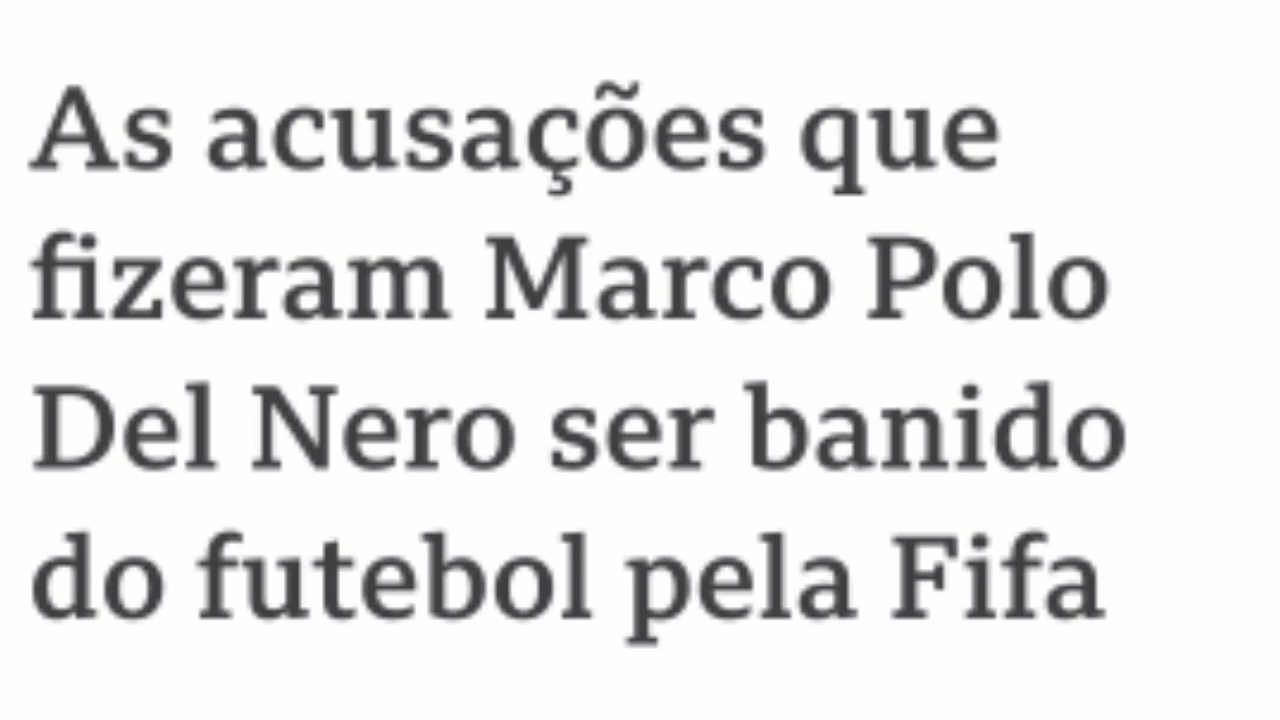 As acusações que
fizeram Marco Polo
Del Nero ser banido
do futebol pela Fifa